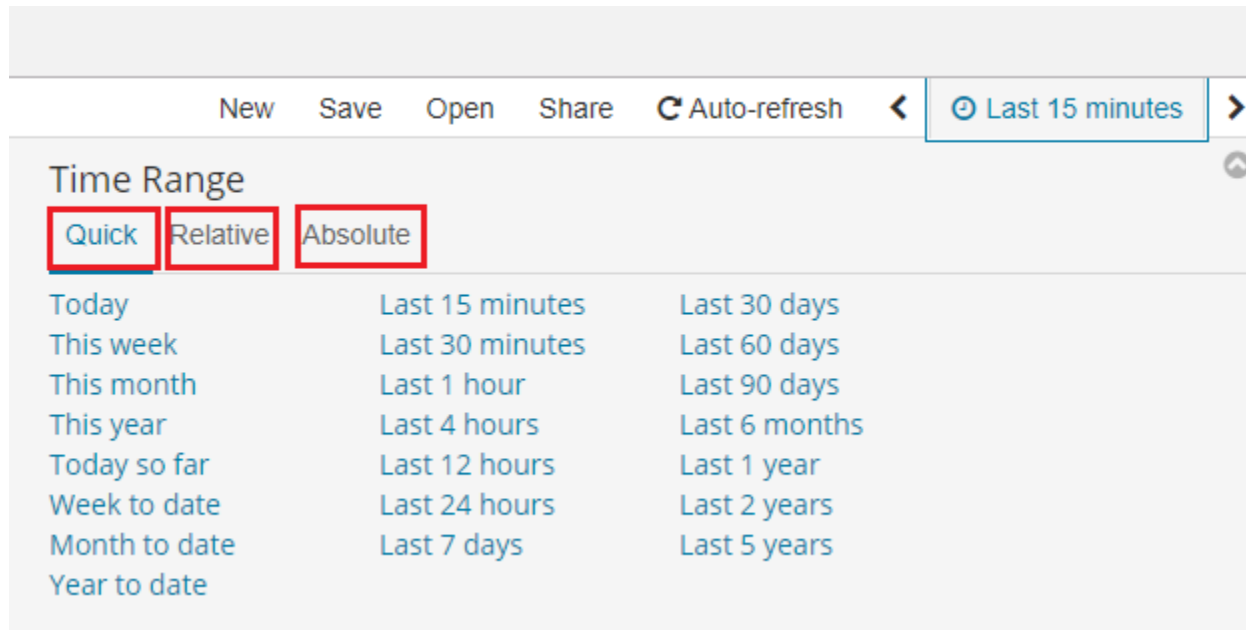 New Save Open Share Auto-refresh Last 15 minutes
Time Range
Quick Relative Absolute
Today Last 15 minutes Last 30 days
This week Last 30 minutes Last 60 days
This month Last 1 hour Last 90 days
This year Last 4 hours Last 6 months
Today so far Last 12 hours Last 1 year
Week to date Last 24 hours Last 2 years
Month to date Last 7 days Last 5 years
Year to date